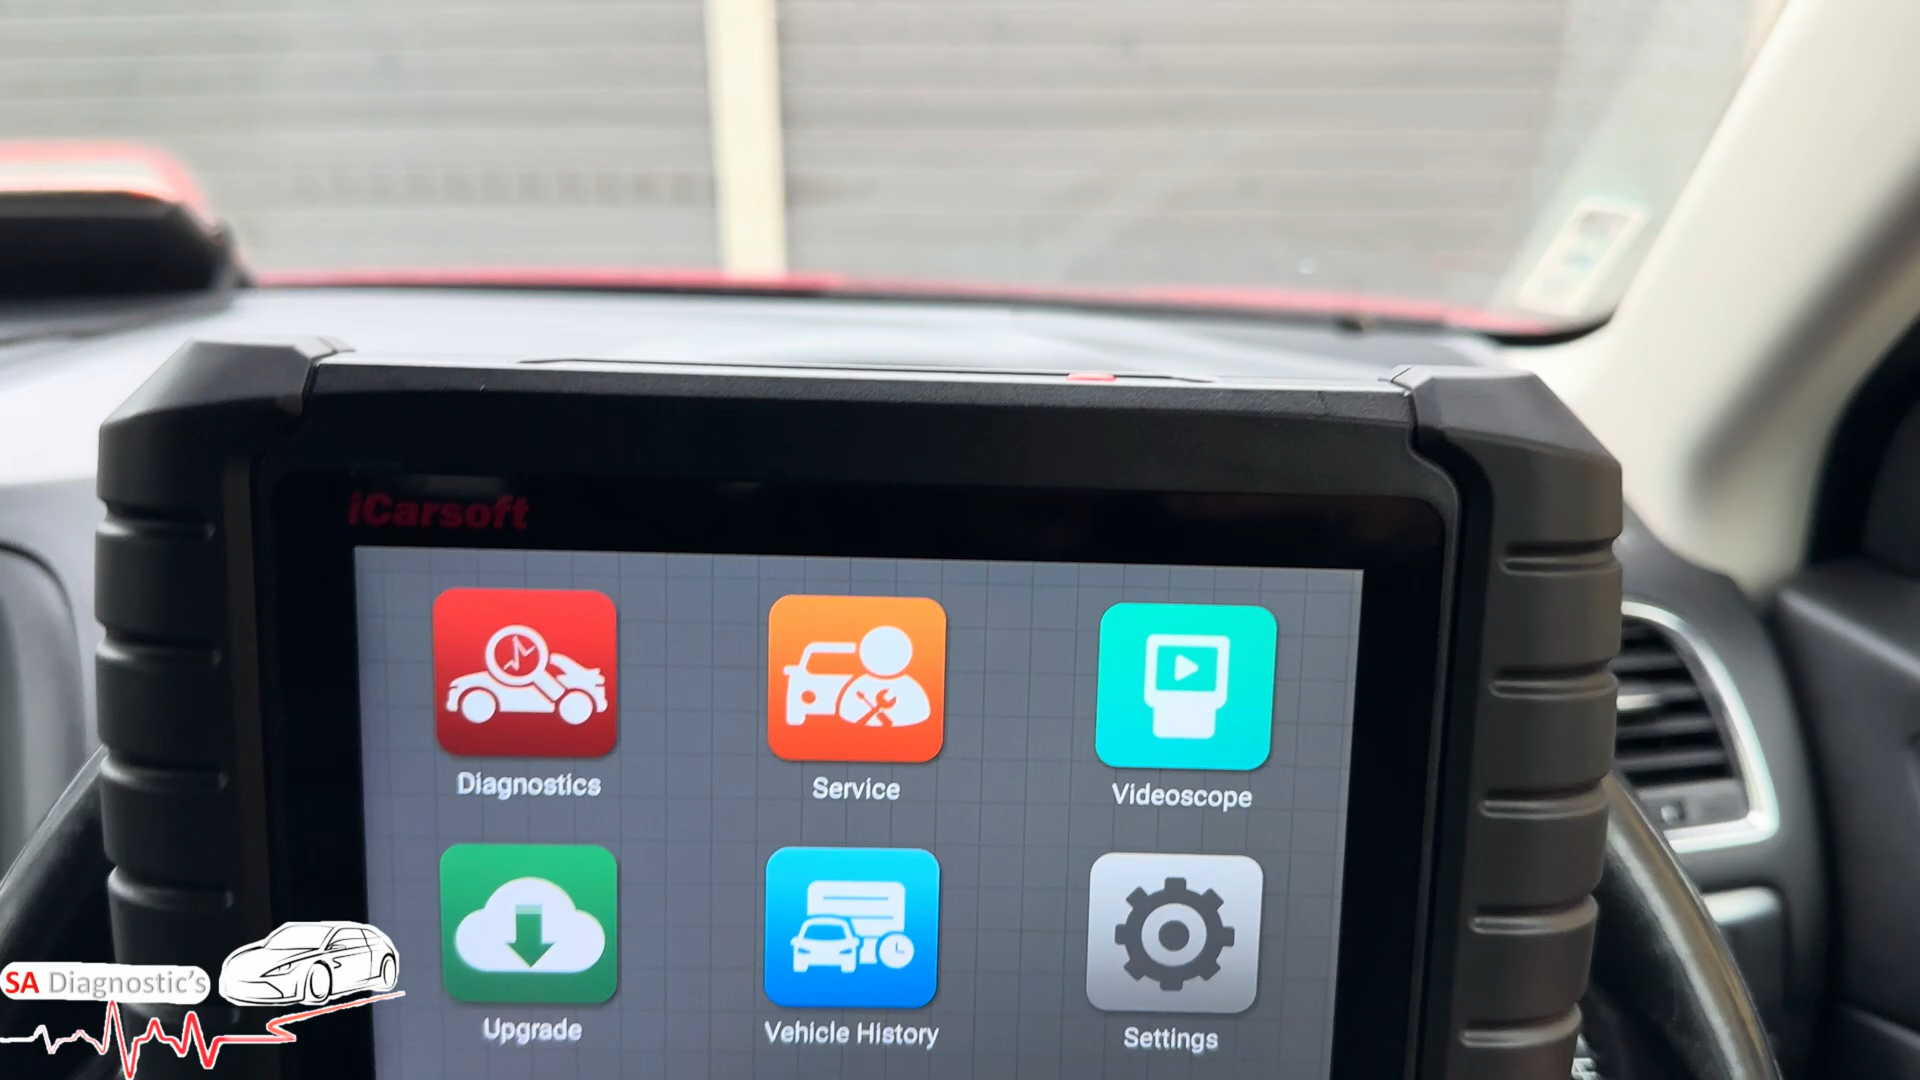 iCarsoft
Diagnostics
Service
Videoscope
Upgrade
Vehicle History
Settings
SA Diagnostic's